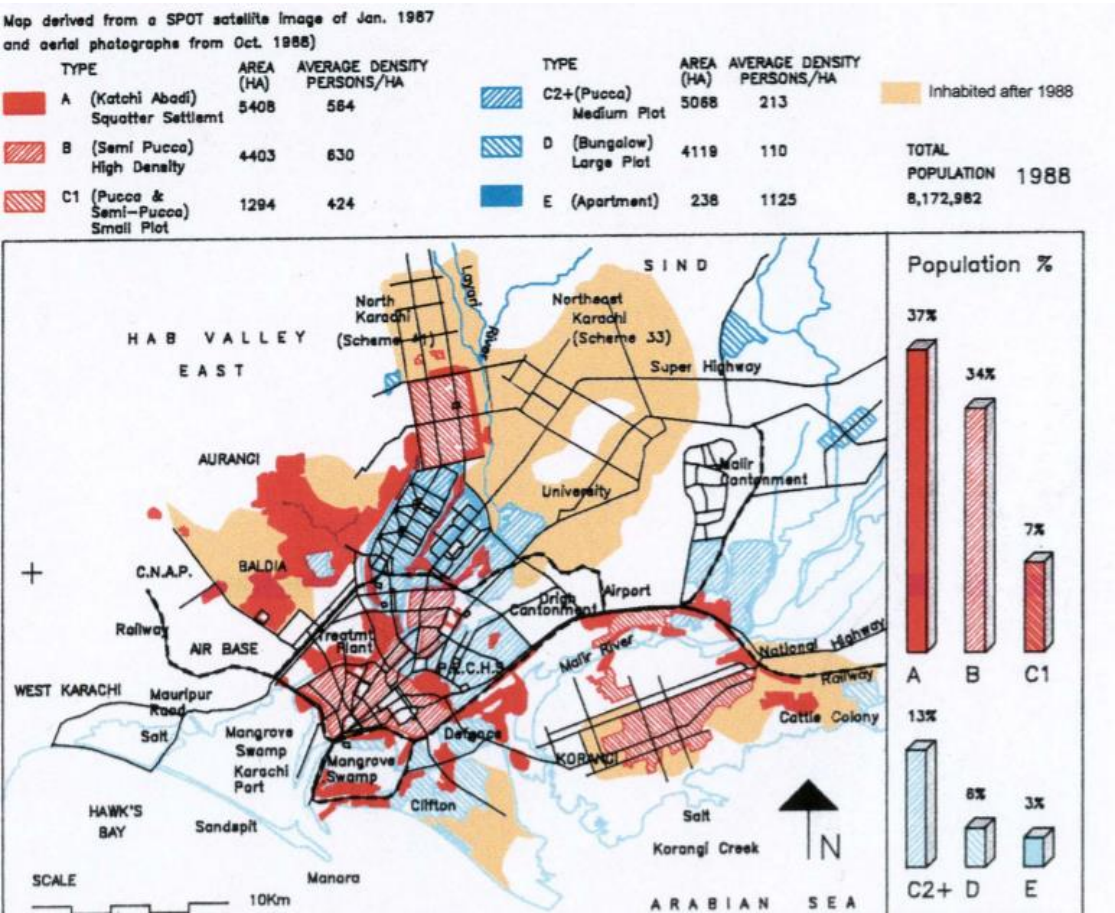 Map derived from a SPOT satellite image of Jan. 1987
and aerial photographs from Oct. 1988)
TYPE AREA (HA) AVERAGE DENSITY PERSONS/HA
A (Katchi Abadi) Squatter Settlemt 5408 564
B (Semi Pucca) High Density 4403 630
C1 (Pucca & Semi-Pucca) Small Plot 1294 424
TYPE AREA (HA) AVERAGE DENSITY PERSONS/HA
C2+(Pucca) Medium Plot 5068 213
D (Bungalow) Large Plot 4119 110
E (Apartment) 238 1125
Inhabited after 1988
TOTAL
POPULATION 1988
8,172,982
SIND
HAB VALLEY
EAST
North
Karachi
(Scheme 41)
Layari
River
Northeast
Karachi
(Scheme 33)
Super Highway
AURANGI
Malir
Cantonment
University
C.N.A.P.
BALDIA
Airport
Drigh
Cantonment
Railway
AIR BASE
Treatmt
Plant
P.E.C.H.S
Malir River
National Highway
Railway
WEST KARACHI
Mauripur
Road
Salt
Mangrove
Swamp
Karachi
Port
Mangrove
Swamp
Defence
KORANGI
Cattle Colony
HAWK'S
BAY
Sandspit
Clifton
Salt
Korangi Creek
N
Manora
SCALE
10Km
ARABIAN SEA
Population %
37%
34%
7%
A B C1
13%
6%
3%
C2+ D E